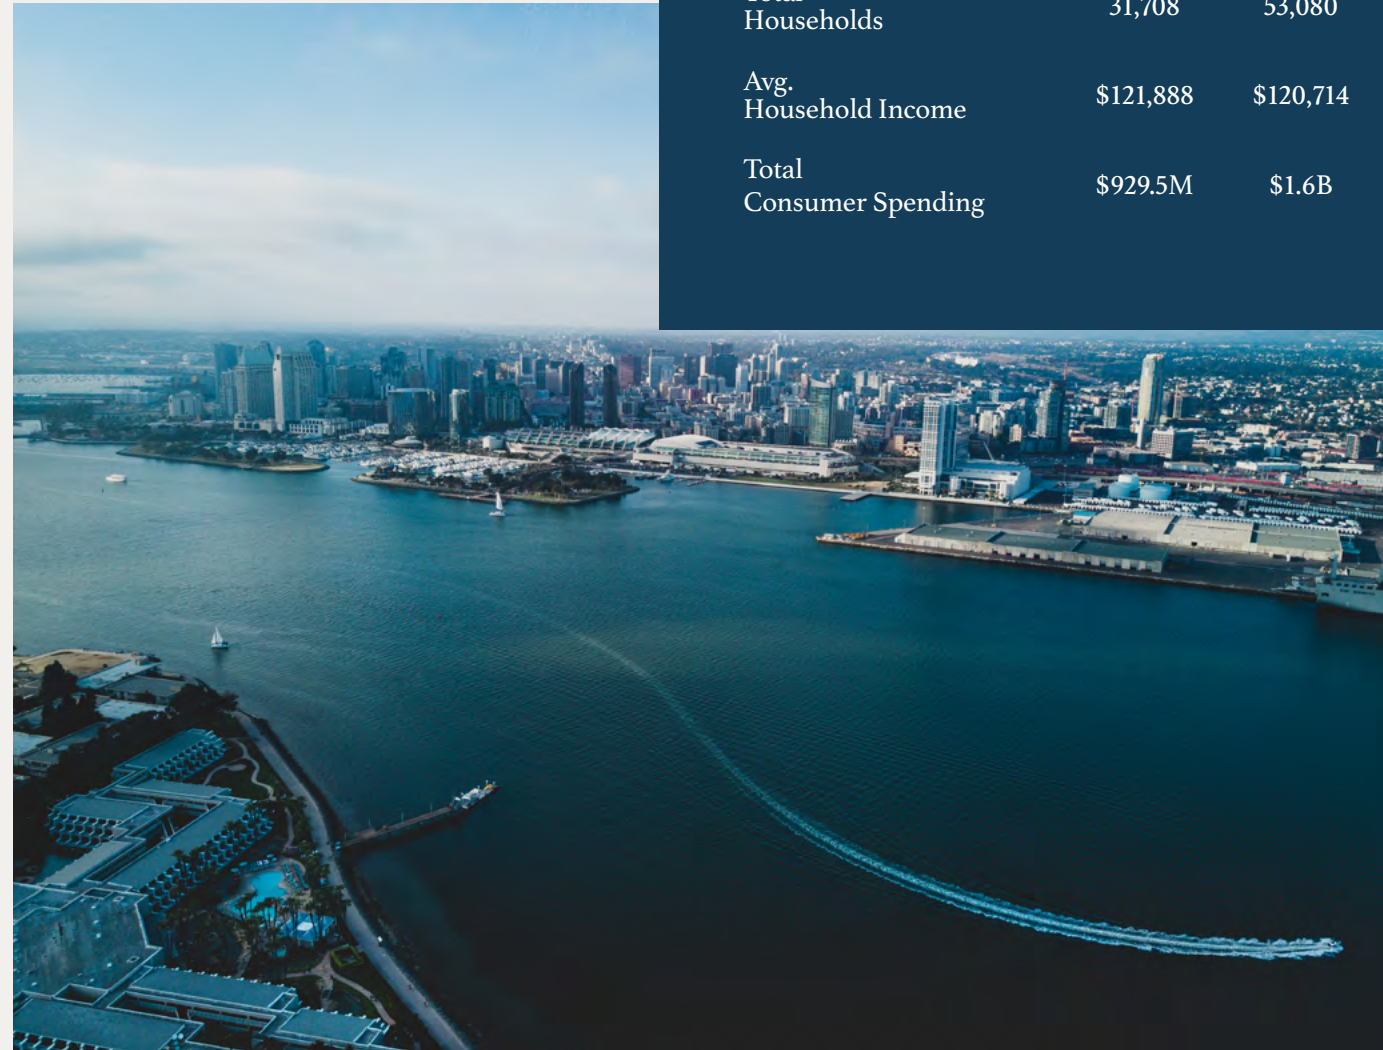 Households 31,708 53,080
Avg.
Household Income $121,888 $120,714
Total
Consumer Spending $929.5M $1.6B